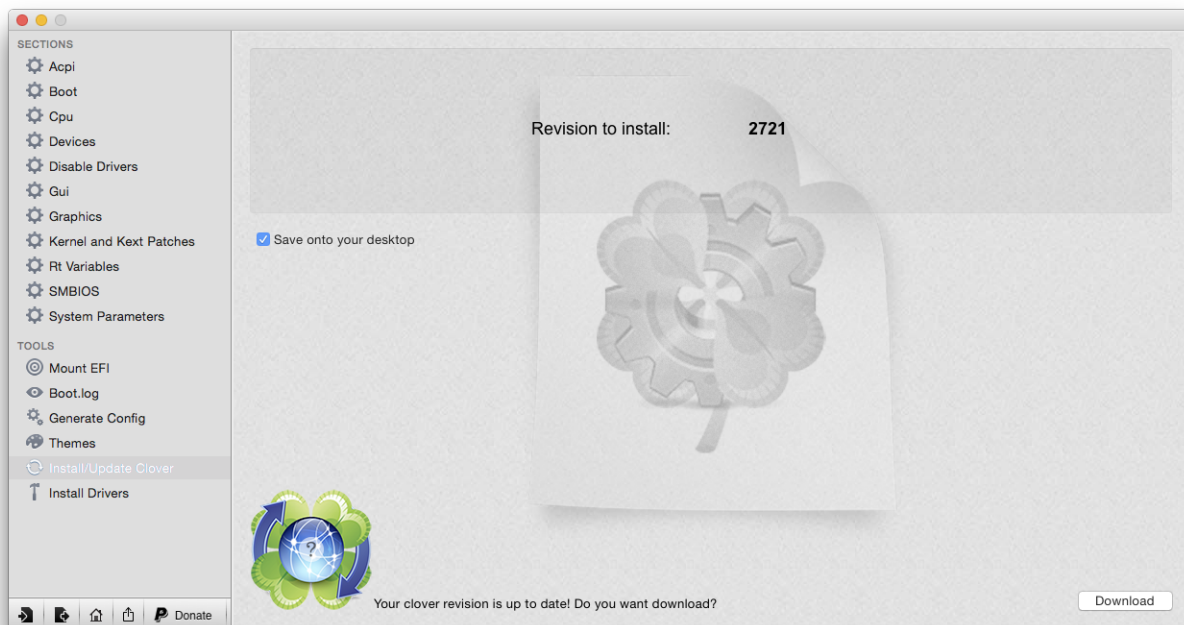 SECTIONS
Acpi
Boot
Cpu
Devices
Disable Drivers
Gui
Graphics
Kernel and Kext Patches
Rt Variables
SMBIOS
System Parameters
TOOLS
Mount EFI
Boot.log
Generate Config
Themes
Install/Update Clover
Install Drivers
Donate
Revision to install: 2721
Save onto your desktop
?
Your clover revision is up to date! Do you want download?
Download